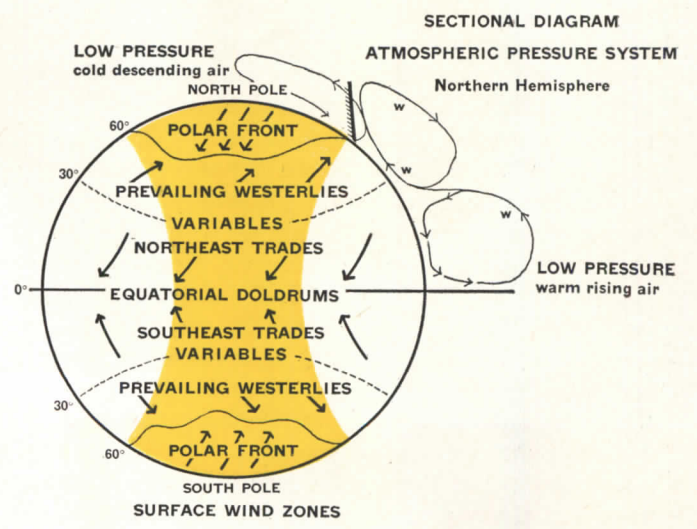 SECTIONAL DIAGRAM
ATMOSPHERIC PRESSURE SYSTEM
Northern Hemisphere
LOW PRESSURE
cold descending air
NORTH POLE
60°
POLAR FRONT
w
w
30°
PREVAILING WESTERLIES
VARIABLES
w
NORTHEAST TRADES
LOW PRESSURE
warm rising air
0°
EQUATORIAL DOLDRUMS
SOUTHEAST TRADES
VARIABLES
PREVAILING WESTERLIES
30°
60°
POLAR FRONT
SOUTH POLE
SURFACE WIND ZONES